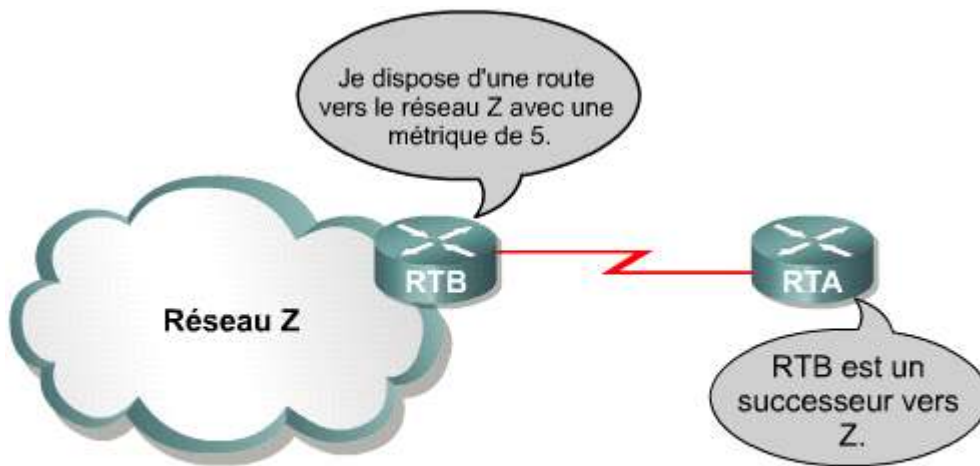 Je dispose d'une route
vers le réseau Z avec une
métrique de 5.
RTB
RTA
Réseau Z
RTB est un
successeur vers
Z.